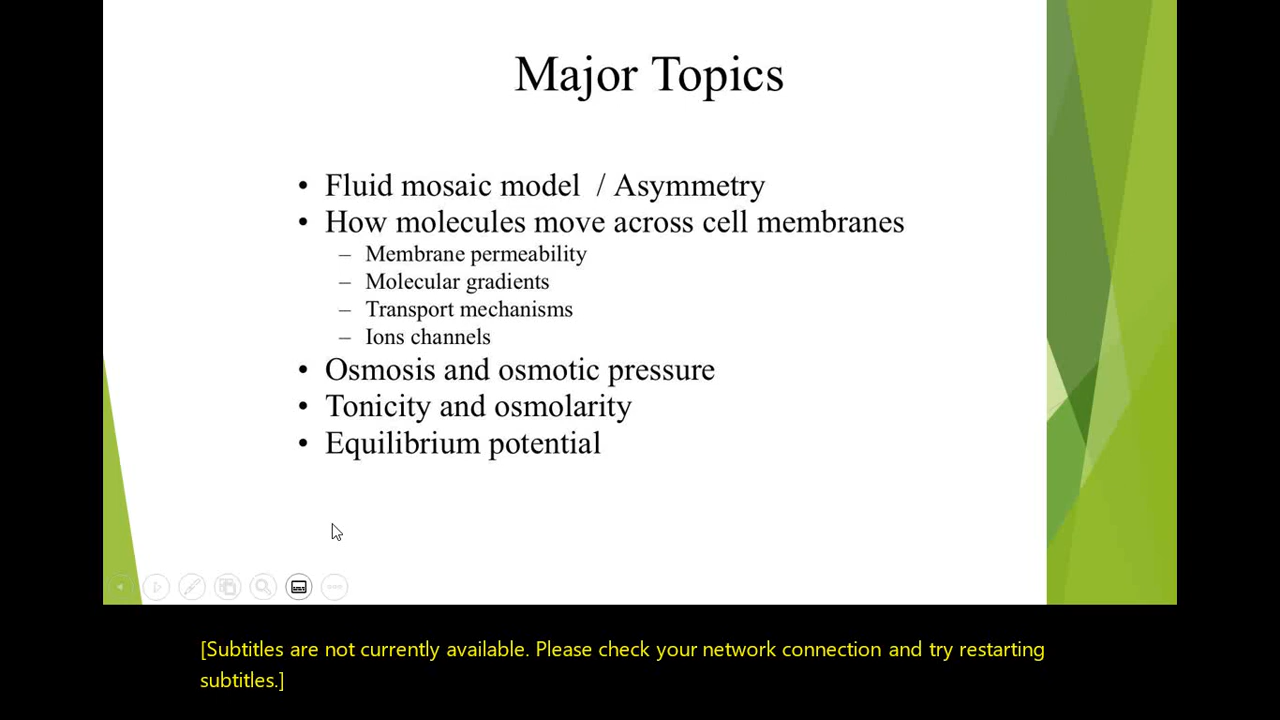 Major Topics
• Fluid mosaic model / Asymmetry
• How molecules move across cell membranes
– Membrane permeability
– Molecular gradients
– Transport mechanisms
– Ions channels
• Osmosis and osmotic pressure
• Tonicity and osmolarity
• Equilibrium potential
[Subtitles are not currently available. Please check your network connection and try restarting
subtitles.]